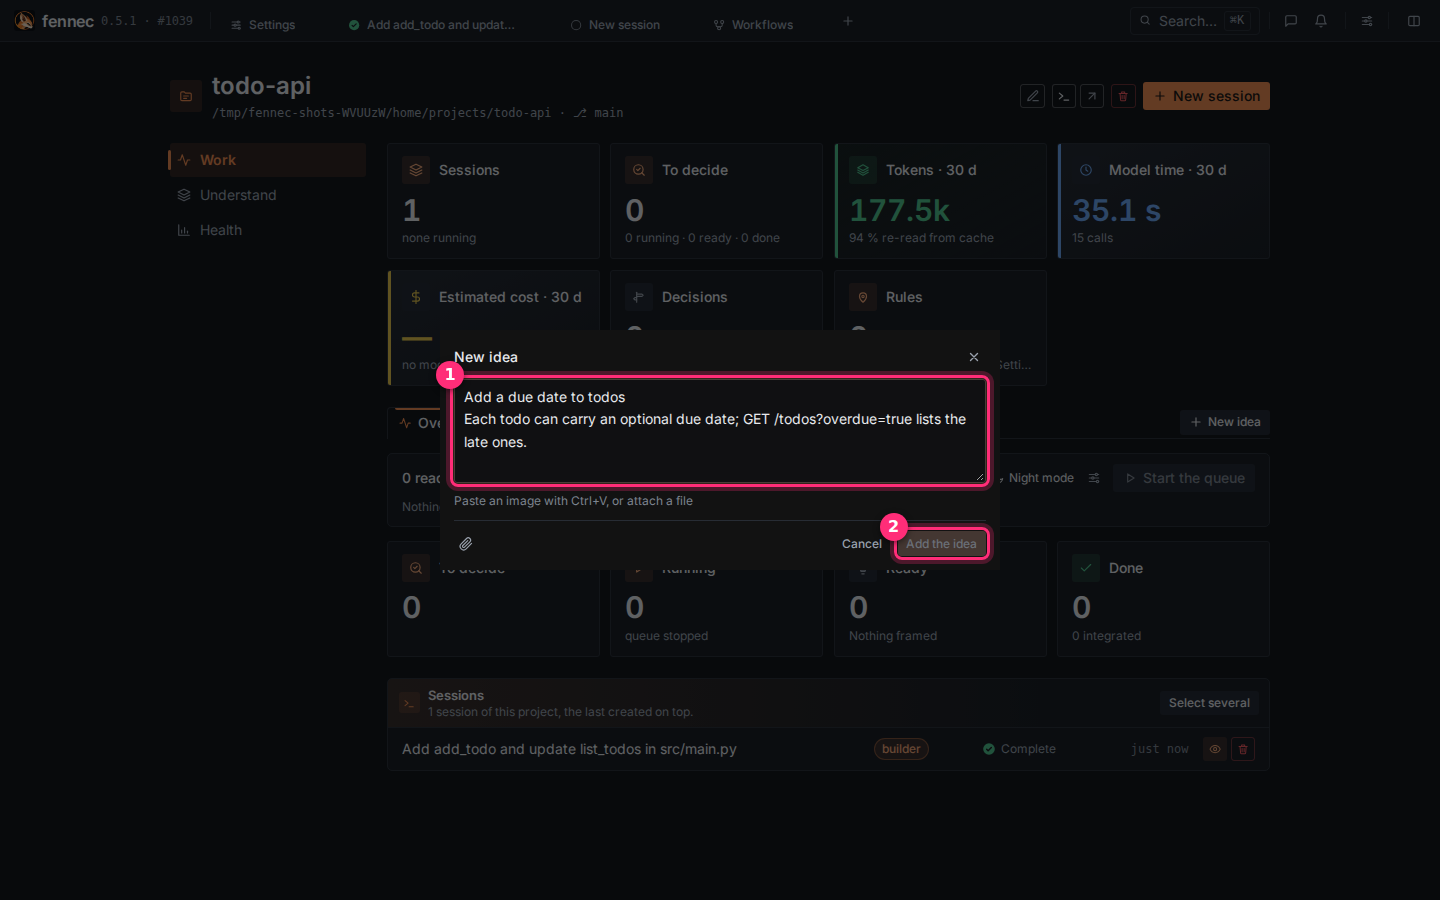 fennec 0.5.1 · #1039
Settings
Add add_todo and updat...
New session
Workflows
Search... ⌘K
todo-api
/tmp/fennec-shots-WVUUzW/home/projects/todo-api · main
New session
Work
Understand
Health
Sessions
1
none running
To decide
0
0 running · 0 ready · 0 done
Tokens · 30 d
177.5k
94 % re-read from cache
Model time · 30 d
35.1 s
15 calls
Estimated cost · 30 d
Decisions
Rules
New idea
1
Add a due date to todos
Each todo can carry an optional due date; GET /todos?overdue=true lists the
late ones.
Paste an image with Ctrl+V, or attach a file
2
Cancel
Add the idea
New idea
Night mode
Start the queue
To decide
0
Running
0
queue stopped
Ready
0
Nothing framed
Done
0
0 integrated
Sessions
1 session of this project, the last created on top.
Select several
Add add_todo and update list_todos in src/main.py
builder
Complete
just now